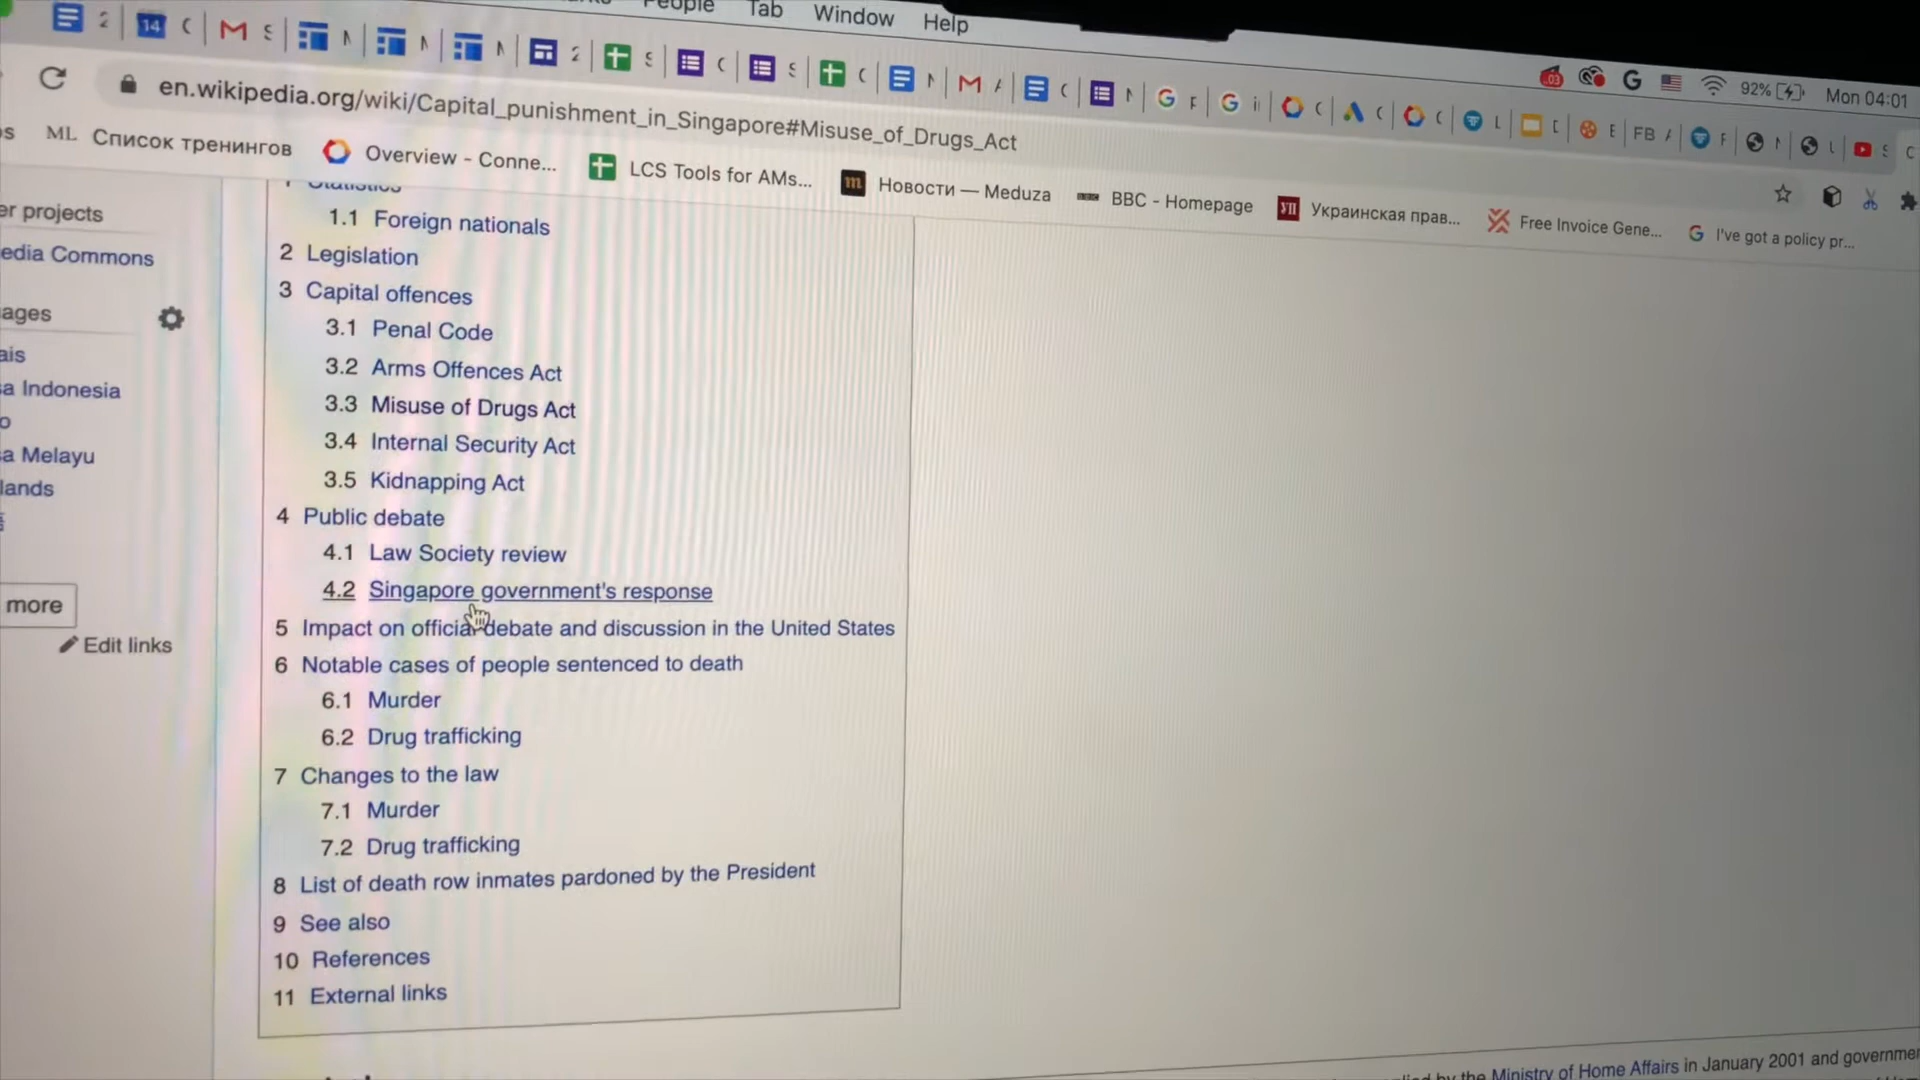 People Tab Window Help
92% Mon 04:01
14
FB
en.wikipedia.org/wiki/Capital_punishment_in_Singapore#Misuse_of_Drugs_Act
ML Список тренингов Overview - Conne... LCS Tools for AMs... Новости — Meduza BBC - Homepage Украинская прав... Free Invoice Gene... I've got a policy pr...
er projects
edia Commons
ages
ais
a Indonesia
a Melayu
lands
more
Edit links
1 Statistics
1.1 Foreign nationals
2 Legislation
3 Capital offences
3.1 Penal Code
3.2 Arms Offences Act
3.3 Misuse of Drugs Act
3.4 Internal Security Act
3.5 Kidnapping Act
4 Public debate
4.1 Law Society review
4.2 Singapore government's response
5 Impact on official debate and discussion in the United States
6 Notable cases of people sentenced to death
6.1 Murder
6.2 Drug trafficking
7 Changes to the law
7.1 Murder
7.2 Drug trafficking
8 List of death row inmates pardoned by the President
9 See also
10 References
11 External links
by the Ministry of Home Affairs in January 2001 and governme